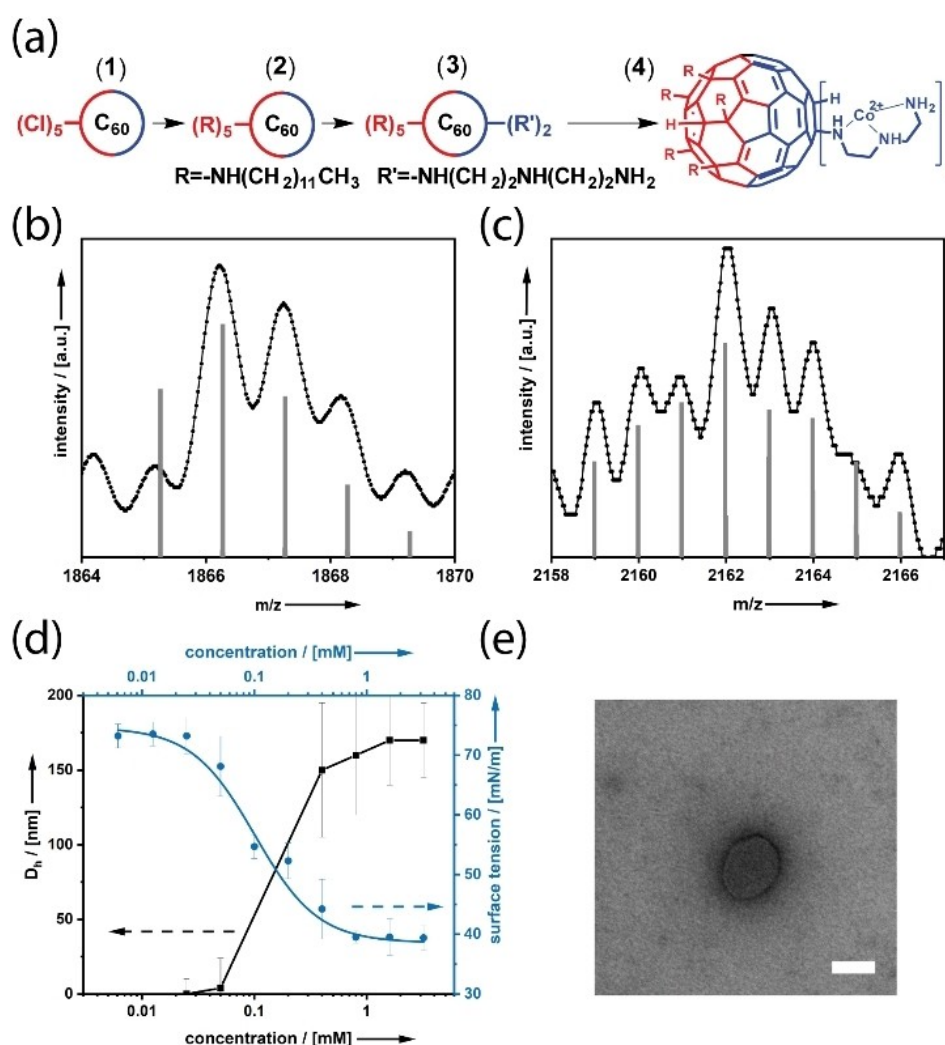 (a)
(1) (2) (3) (4)
(Cl)5 C60 (R)5 C60 (R)5 C60 (R')2
R=-NH(CH2)11CH3 R'=-NH(CH2)2NH(CH2)2NH2
R R H R R H Co2+ NH2 N H NH
(b)
intensity / [a.u.]
1864 1866 1868 1870
m/z
(c)
intensity / [a.u.]
2158 2160 2162 2164 2166
m/z
(d)
concentration / [mM]
0.01 0.1 1
200
150
100
50
0
Dh / [nm]
80
70
60
50
40
30
surface tension / [mN/m]
0.01 0.1 1
concentration / [mM]
(e)